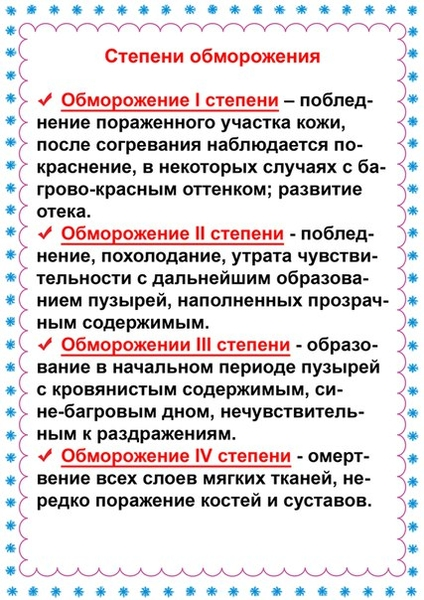 Степени обморожения
Обморожение I степени – поблед-
нение пораженного участка кожи,
после согревания наблюдается по-
краснение, в некоторых случаях с ба-
грово-красным оттенком; развитие
отека.
Обморожение II степени - поблед-
нение, похолодание, утрата чувстви-
тельности с дальнейшим образова-
нием пузырей, наполненных прозрач-
ным содержимым.
Обморожении III степени - образо-
вание в начальном периоде пузырей
с кровянистым содержимым, си-
не-багровым дном, нечувствитель-
ным к раздражениям.
Обморожение IV степени - омерт-
вение всех слоев мягких тканей, не-
редко поражение костей и суставов.